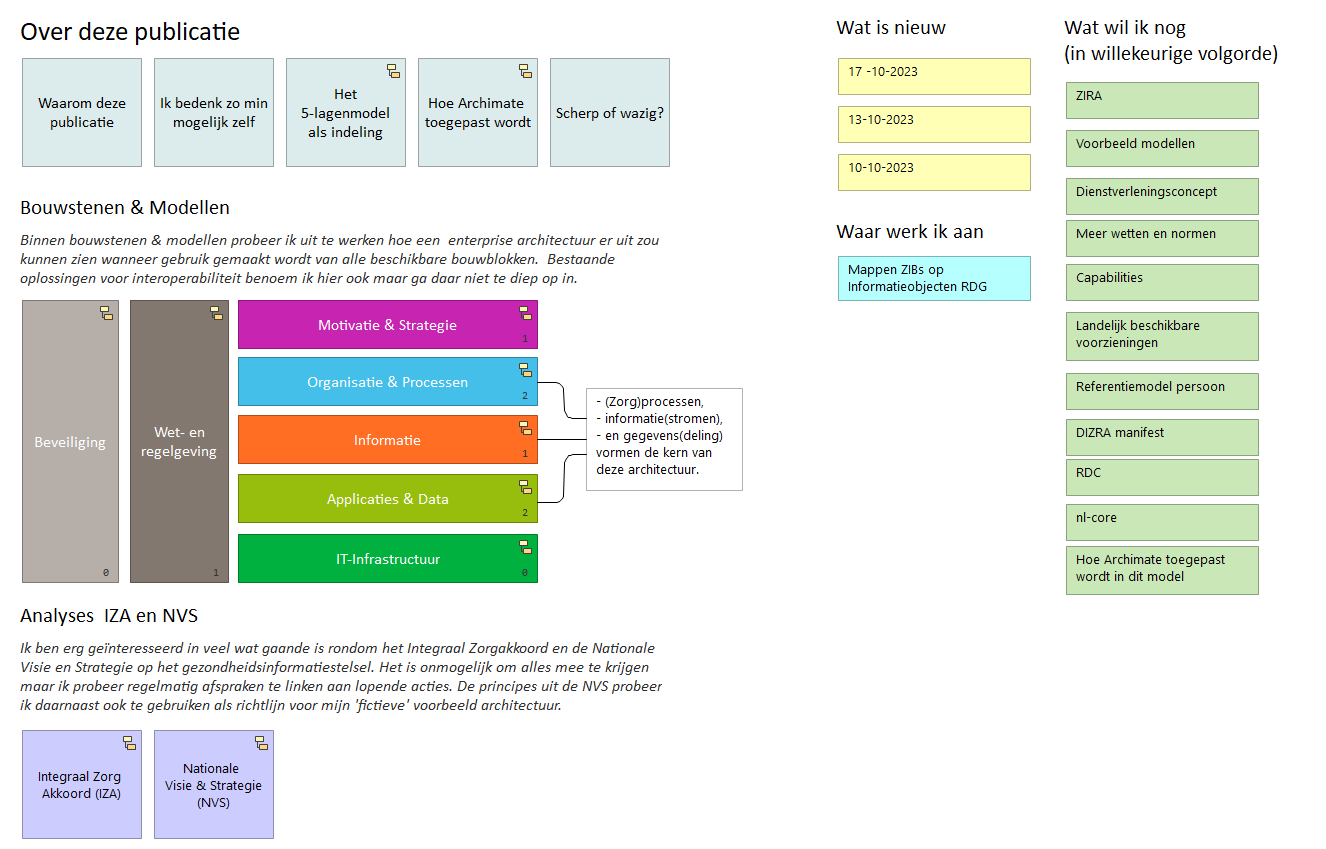 Over deze publicatie
Waarom deze
publicatie
Ik bedenk zo min
mogelijk zelf
Het
5-lagenmodel
als indeling
Hoe Archimate
toegepast wordt
Scherp of wazig?
Bouwstenen & Modellen
Binnen bouwstenen & modellen probeer ik uit te werken hoe een enterprise architectuur er uit zou
kunnen zien wanneer gebruik gemaakt wordt van alle beschikbare bouwblokken. Bestaande
oplossingen voor interoperabiliteit benoem ik hier ook maar ga daar niet te diep op in.
Beveiliging
0
Wet- en
regelgeving
1
Motivatie & Strategie
1
Organisatie & Processen
2
Informatie
1
Applicaties & Data
2
IT-Infrastructuur
0
- (Zorg)processen,
- informatie(stromen),
- en gegevens(deling)
vormen de kern van
deze architectuur.
Analyses IZA en NVS
Ik ben erg geïnteresseerd in veel wat gaande is rondom het Integraal Zorgakkoord en de Nationale
Visie en Strategie op het gezondheidsinformatiestelsel. Het is onmogelijk om alles mee te krijgen
maar ik probeer regelmatig afspraken te linken aan lopende acties. De principes uit de NVS probeer
ik daarnaast ook te gebruiken als richtlijn voor mijn 'fictieve' voorbeeld architectuur.
Integraal Zorg
Akkoord (IZA)
Nationale
Visie & Strategie
(NVS)
Wat is nieuw
17 -10-2023
13-10-2023
10-10-2023
Waar werk ik aan
Mappen ZIBs op
Informatieobjecten RDG
Wat wil ik nog
(in willekeurige volgorde)
ZIRA
Voorbeeld modellen
Dienstverleningsconcept
Meer wetten en normen
Capabilities
Landelijk beschikbare
voorzieningen
Referentiemodel persoon
DIZRA manifest
RDC
nl-core
Hoe Archimate toegepast
wordt in dit model